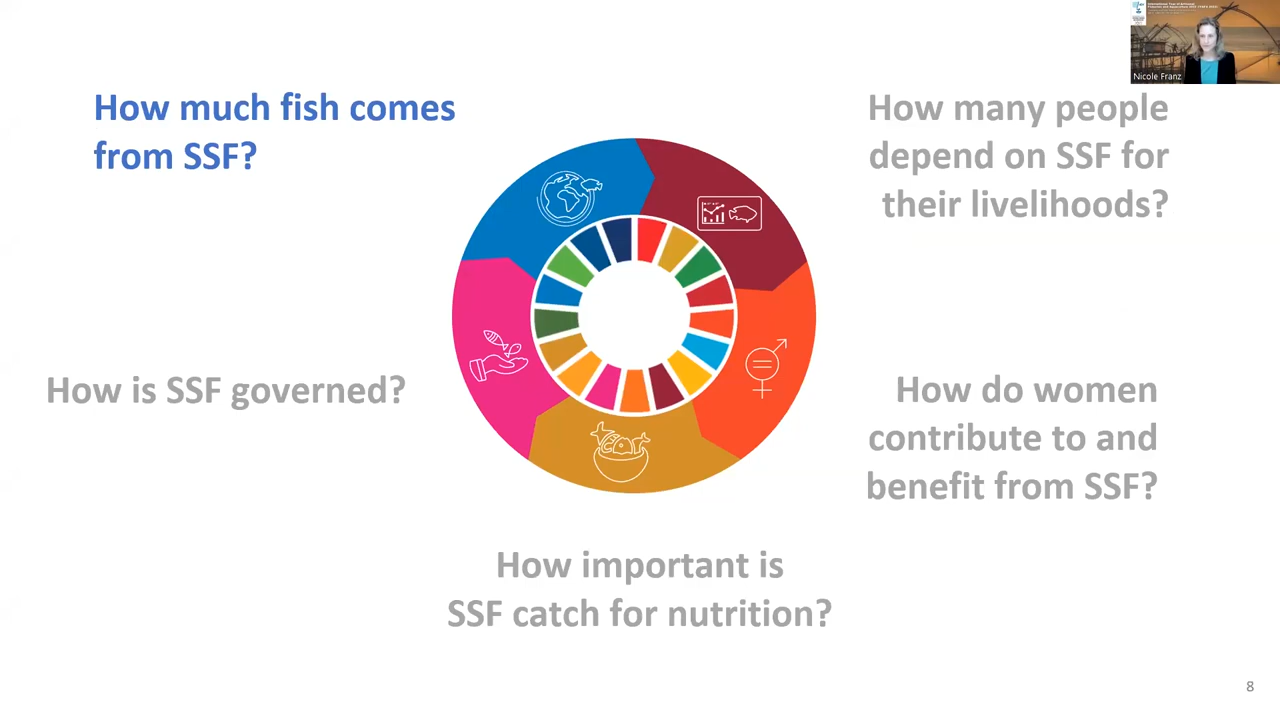 How much fish comes
from SSF?
How many people
depend on SSF for
their livelihoods?
How is SSF governed?
How do women
contribute to and
benefit from SSF?
How important is
SSF catch for nutrition?
Nicole Franz
8